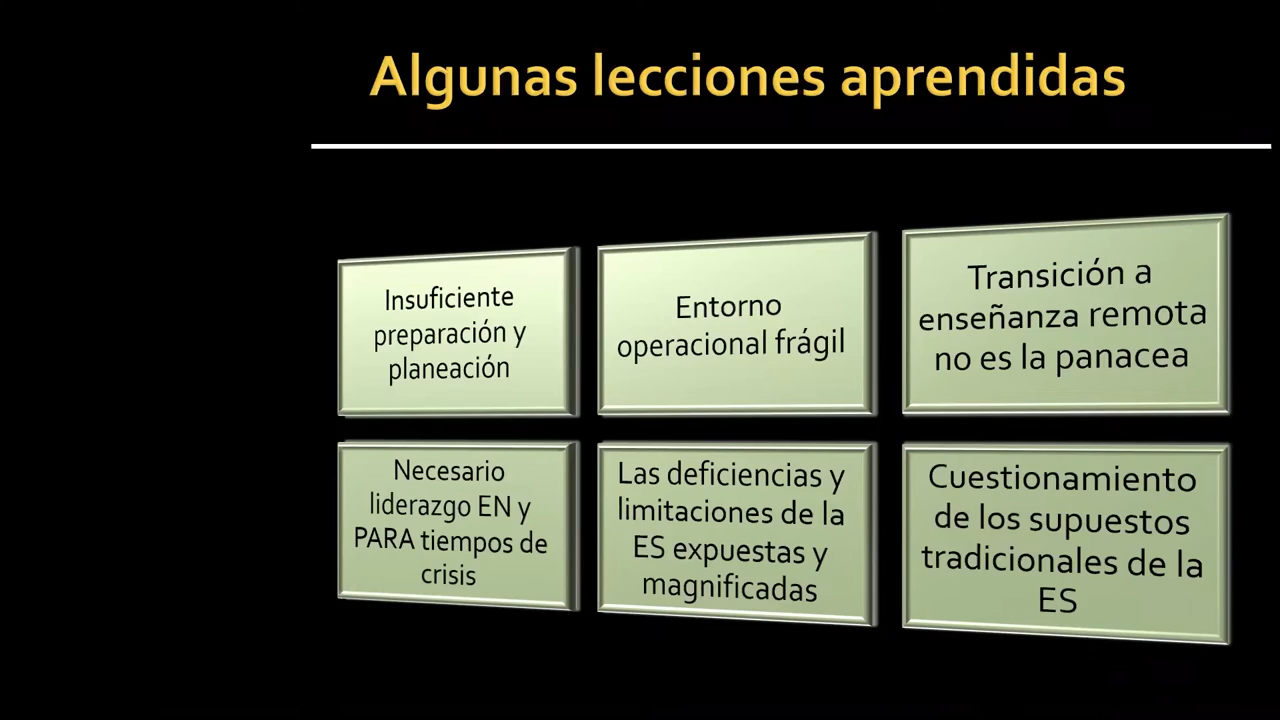 Algunas lecciones aprendidas
Insuficiente
preparación y
planeación
Entorno
operacional frágil
Transición a
enseñanza remota
no es la panacea
Necesario
liderazgo EN y
PARA tiempos de
crisis
Las deficiencias y
limitaciones de la
ES expuestas y
magnificadas
Cuestionamiento
de los supuestos
tradicionales de la
ES